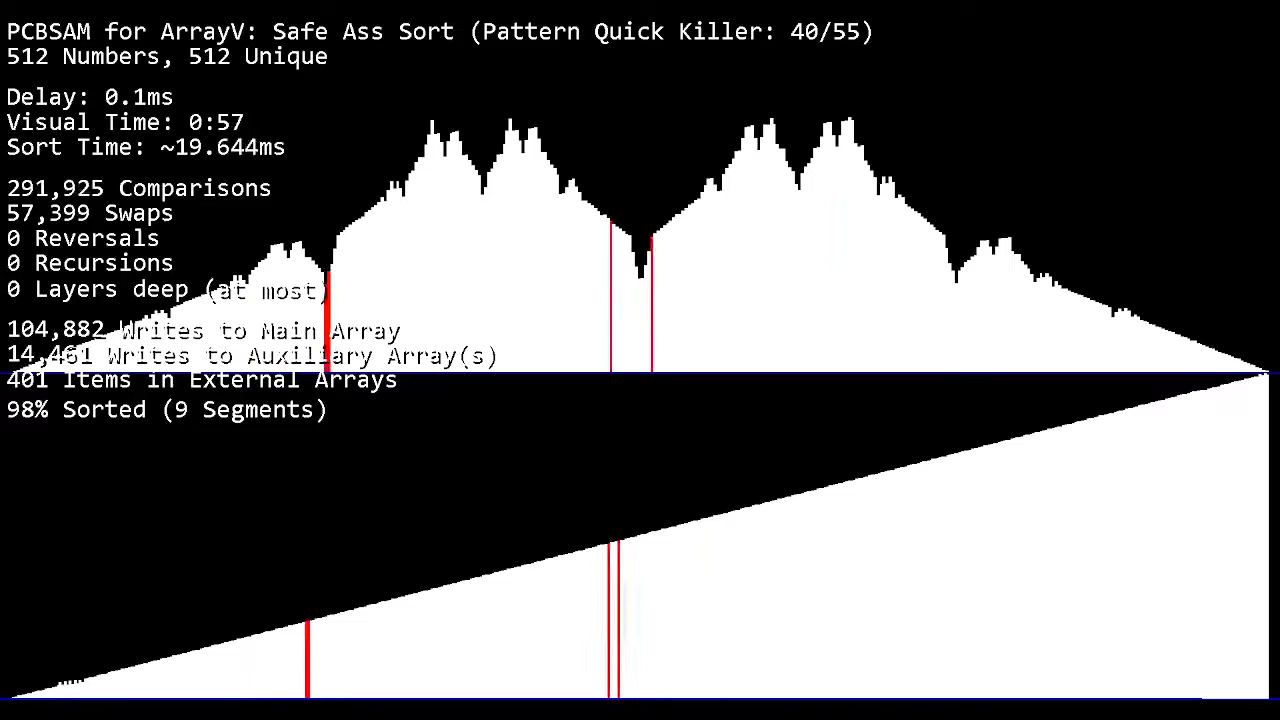 PCBSAM for ArrayV: Safe Ass Sort (Pattern Quick Killer: 40/55)
512 Numbers, 512 Unique
Delay: 0.1ms
Visual Time: 0:57
Sort Time: ~19.644ms
291,925 Comparisons
57,399 Swaps
0 Reversals
0 Recursions
0 Layers deep (at most)
104,882 Writes to Main Array
14,461 Writes to Auxiliary Array(s)
401 Items in External Arrays
98% Sorted (9 Segments)